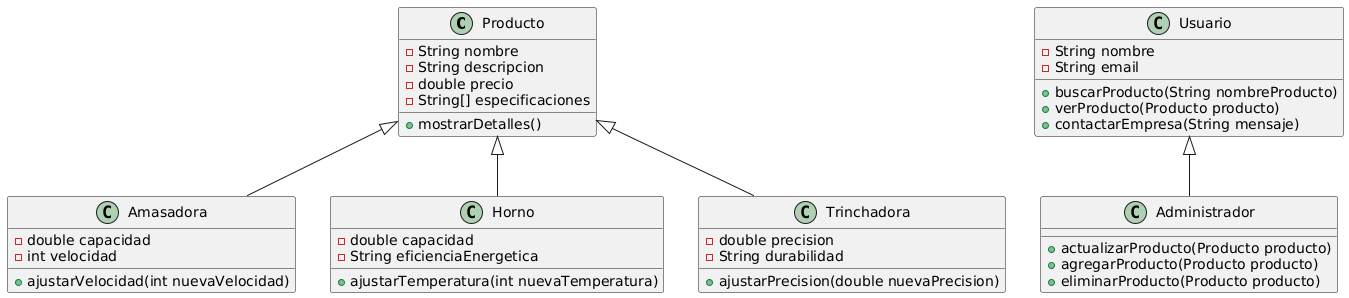 C Producto
String nombre
String descripcion
double precio
String[] especificaciones
mostrarDetalles()
C Usuario
String nombre
String email
buscarProducto(String nombreProducto)
verProducto(Producto producto)
contactarEmpresa(String mensaje)
C Amasadora
double capacidad
int velocidad
ajustarVelocidad(int nuevaVelocidad)
C Horno
double capacidad
String eficienciaEnergetica
ajustarTemperatura(int nuevaTemperatura)
C Trinchadora
double precision
String durabilidad
ajustarPrecision(double nuevaPrecision)
C Administrador
actualizarProducto(Producto producto)
agregarProducto(Producto producto)
eliminarProducto(Producto producto)